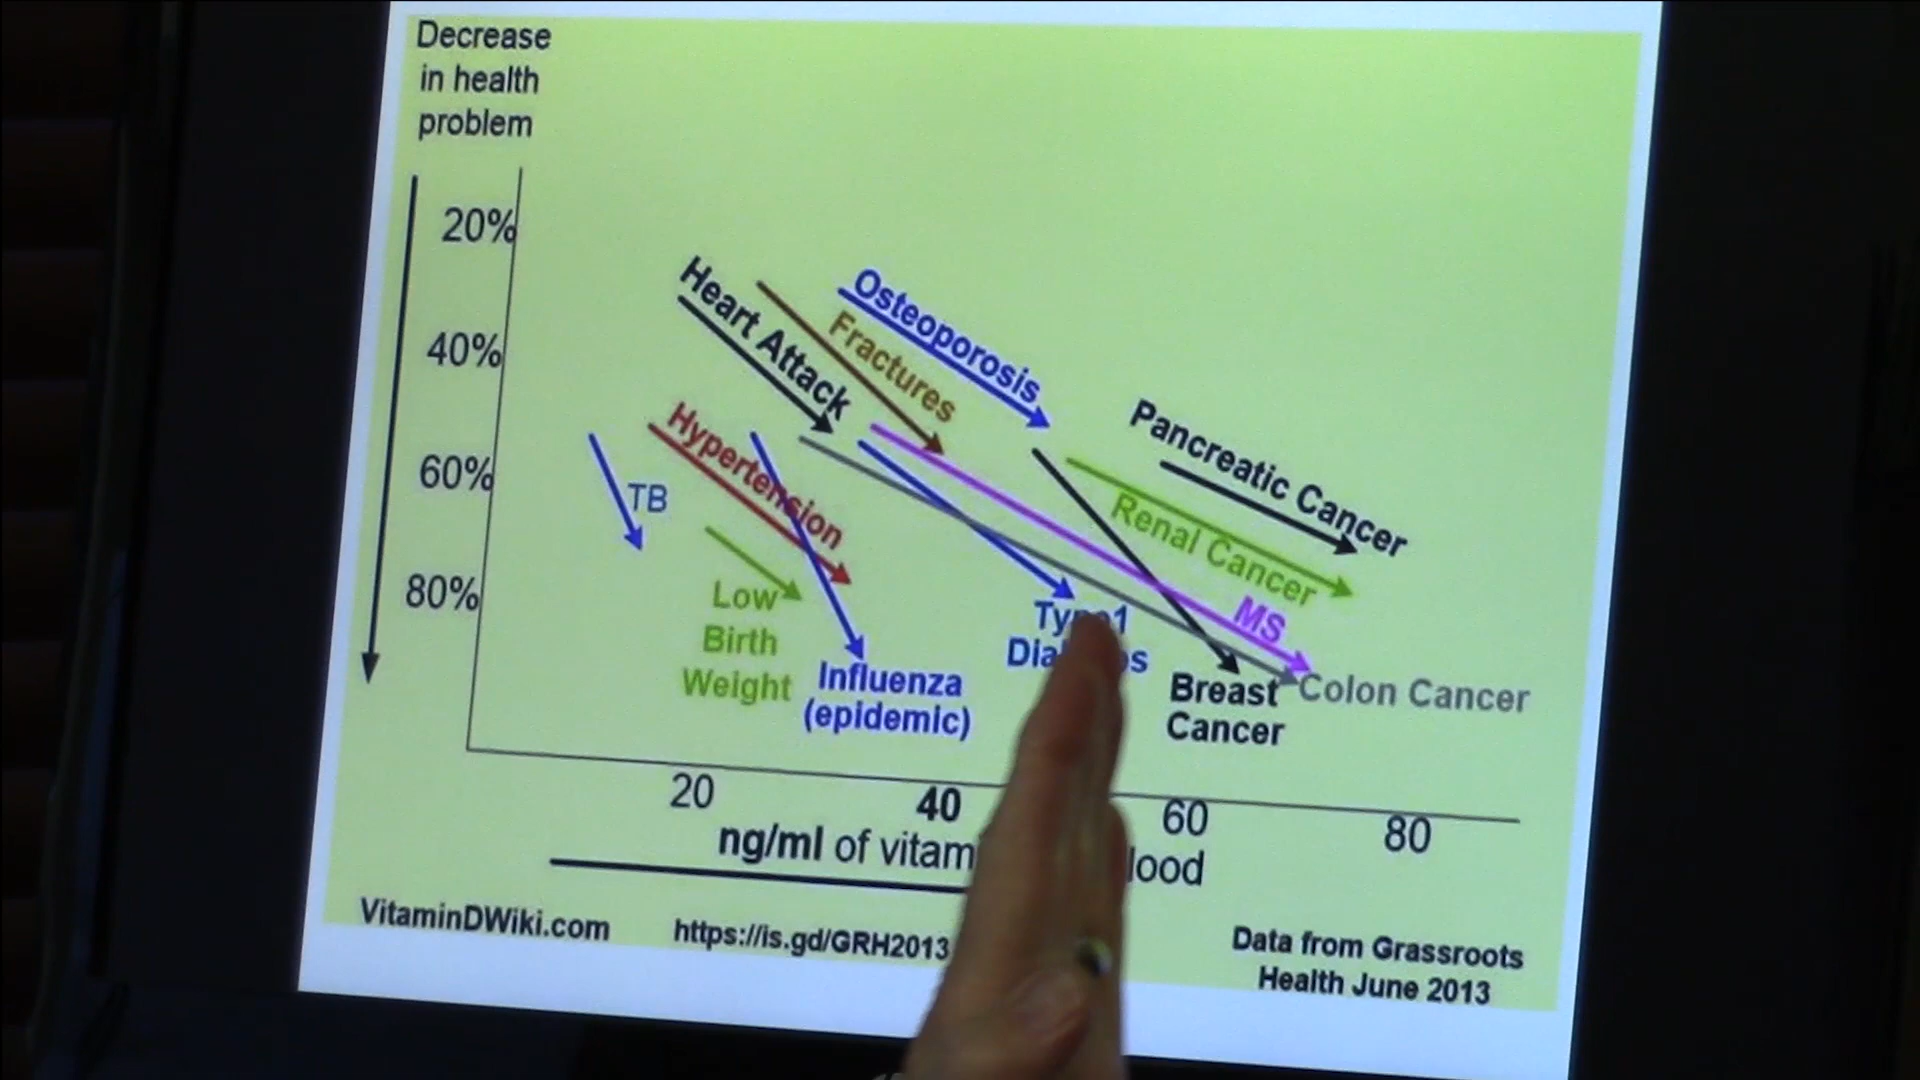 Decrease
in health
problem
20%
40%
60%
80%
Heart Attack
Fractures
Osteoporosis
Hypertension
TB
Low
Birth
Weight
Influenza
(epidemic)
Pancreatic Cancer
Renal Cancer
MS
Breast
Cancer
Colon Cancer
20 40 60 80
ng/ml of
VitaminDWiki.com
https://is.gd/GRH2013
Data from Grassroots
Health June 2013